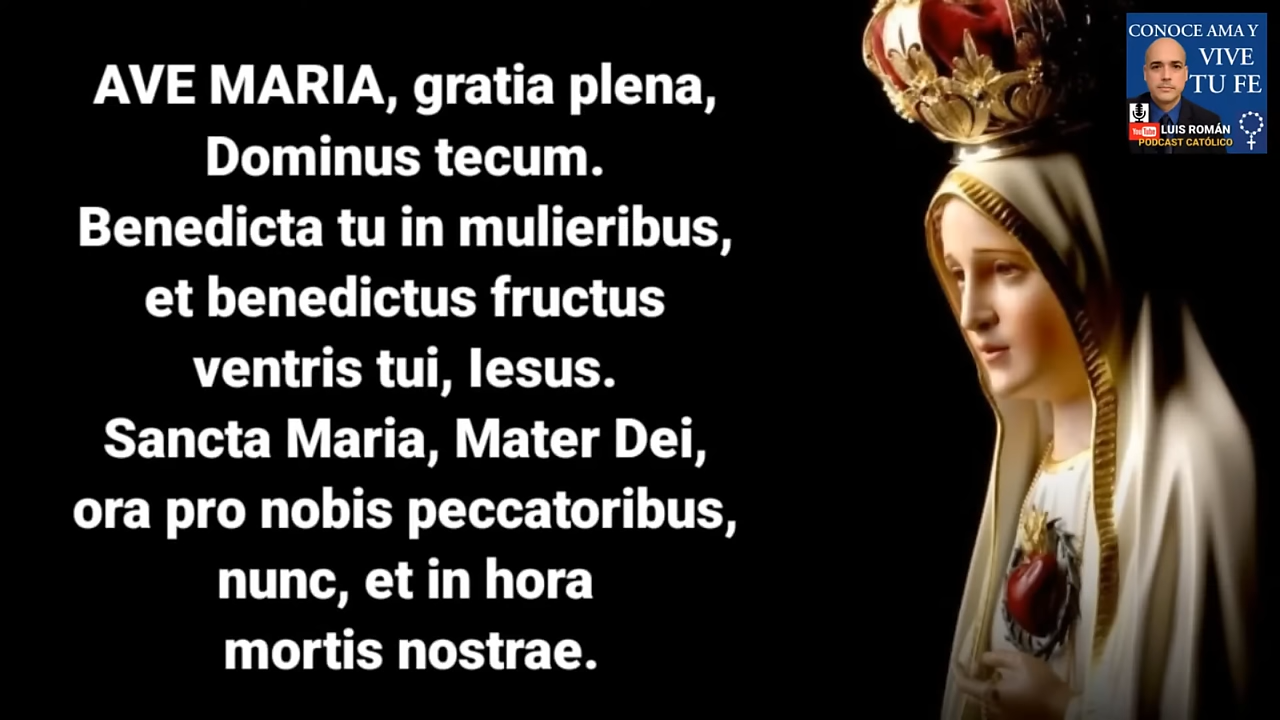 AVE MARIA, gratia plena,
Dominus tecum.
Benedicta tu in mulieribus,
et benedictus fructus
ventris tui, Iesus.
Sancta Maria, Mater Dei,
ora pro nobis peccatoribus,
nunc, et in hora
mortis nostrae.
CONOCE AMA Y
VIVE
TU FE
YouTube LUIS ROMÁN
PODCAST CATÓLICO